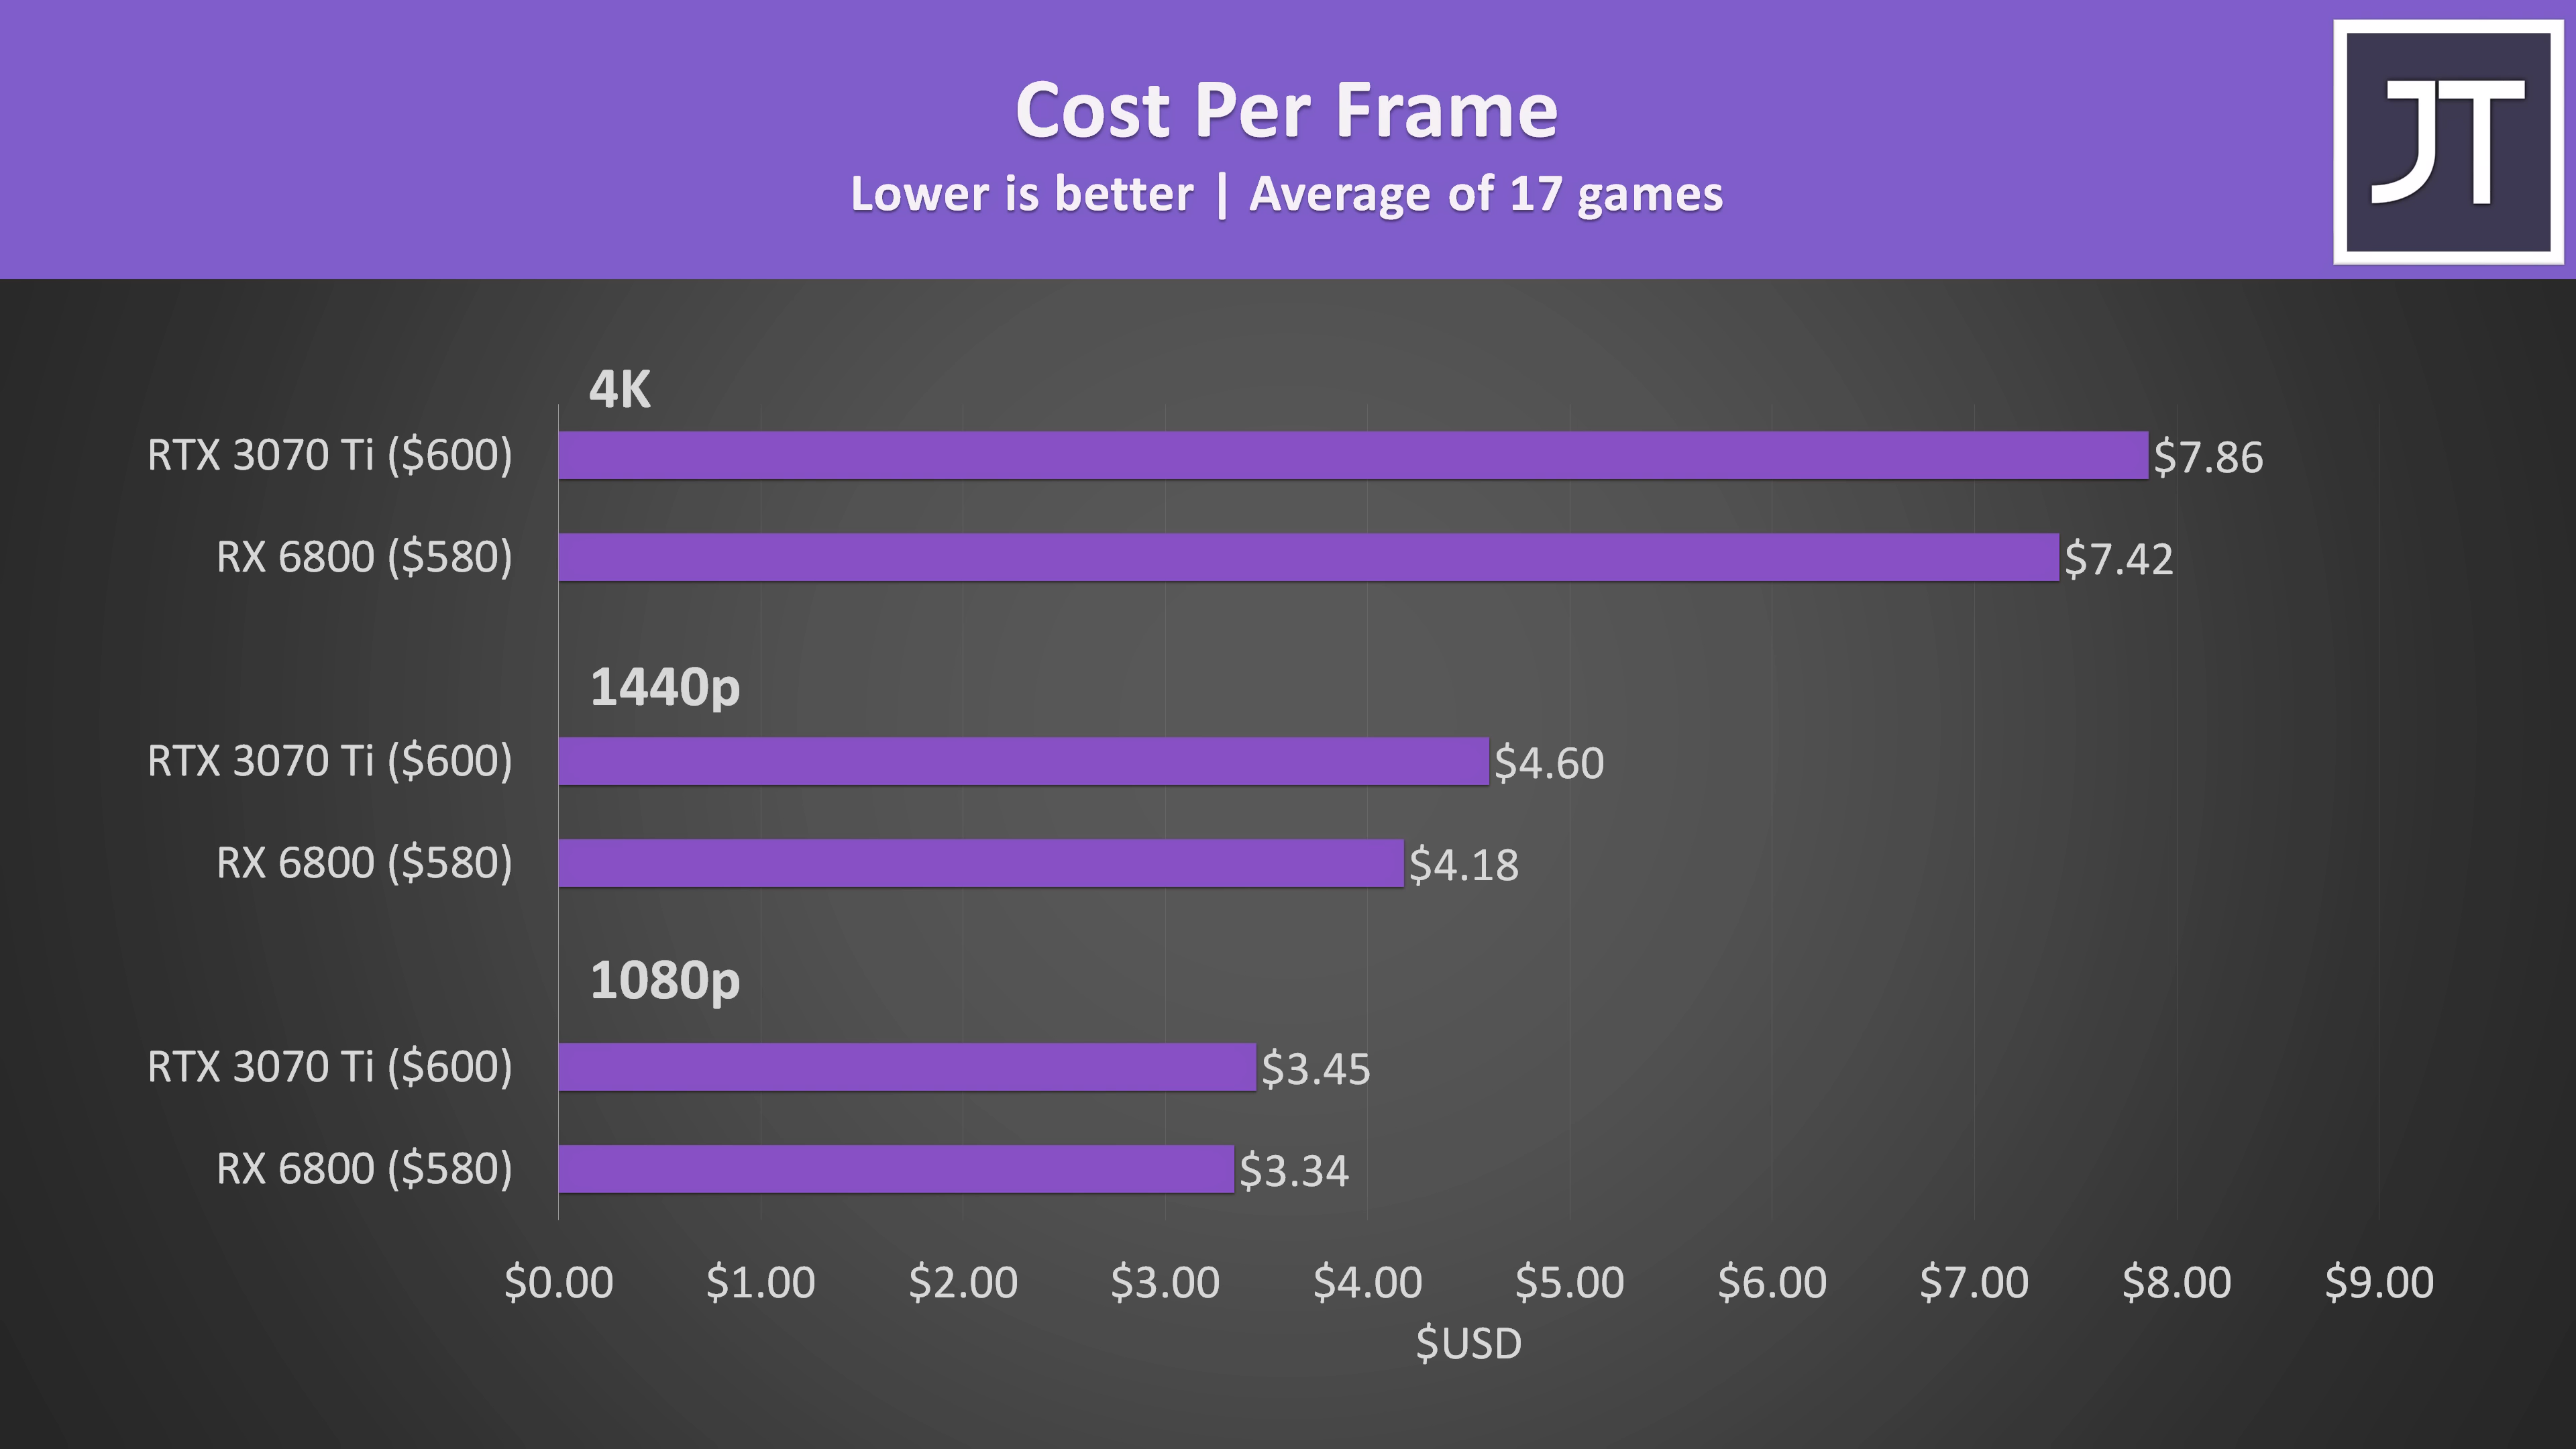 Cost Per Frame
Lower is better | Average of 17 games
JT
4K
RTX 3070 Ti ($600)
$7.86
RX 6800 ($580)
$7.42
1440p
RTX 3070 Ti ($600)
$4.60
RX 6800 ($580)
$4.18
1080p
RTX 3070 Ti ($600)
$3.45
RX 6800 ($580)
$3.34
$0.00 $1.00 $2.00 $3.00 $4.00 $5.00 $6.00 $7.00 $8.00 $9.00
$USD